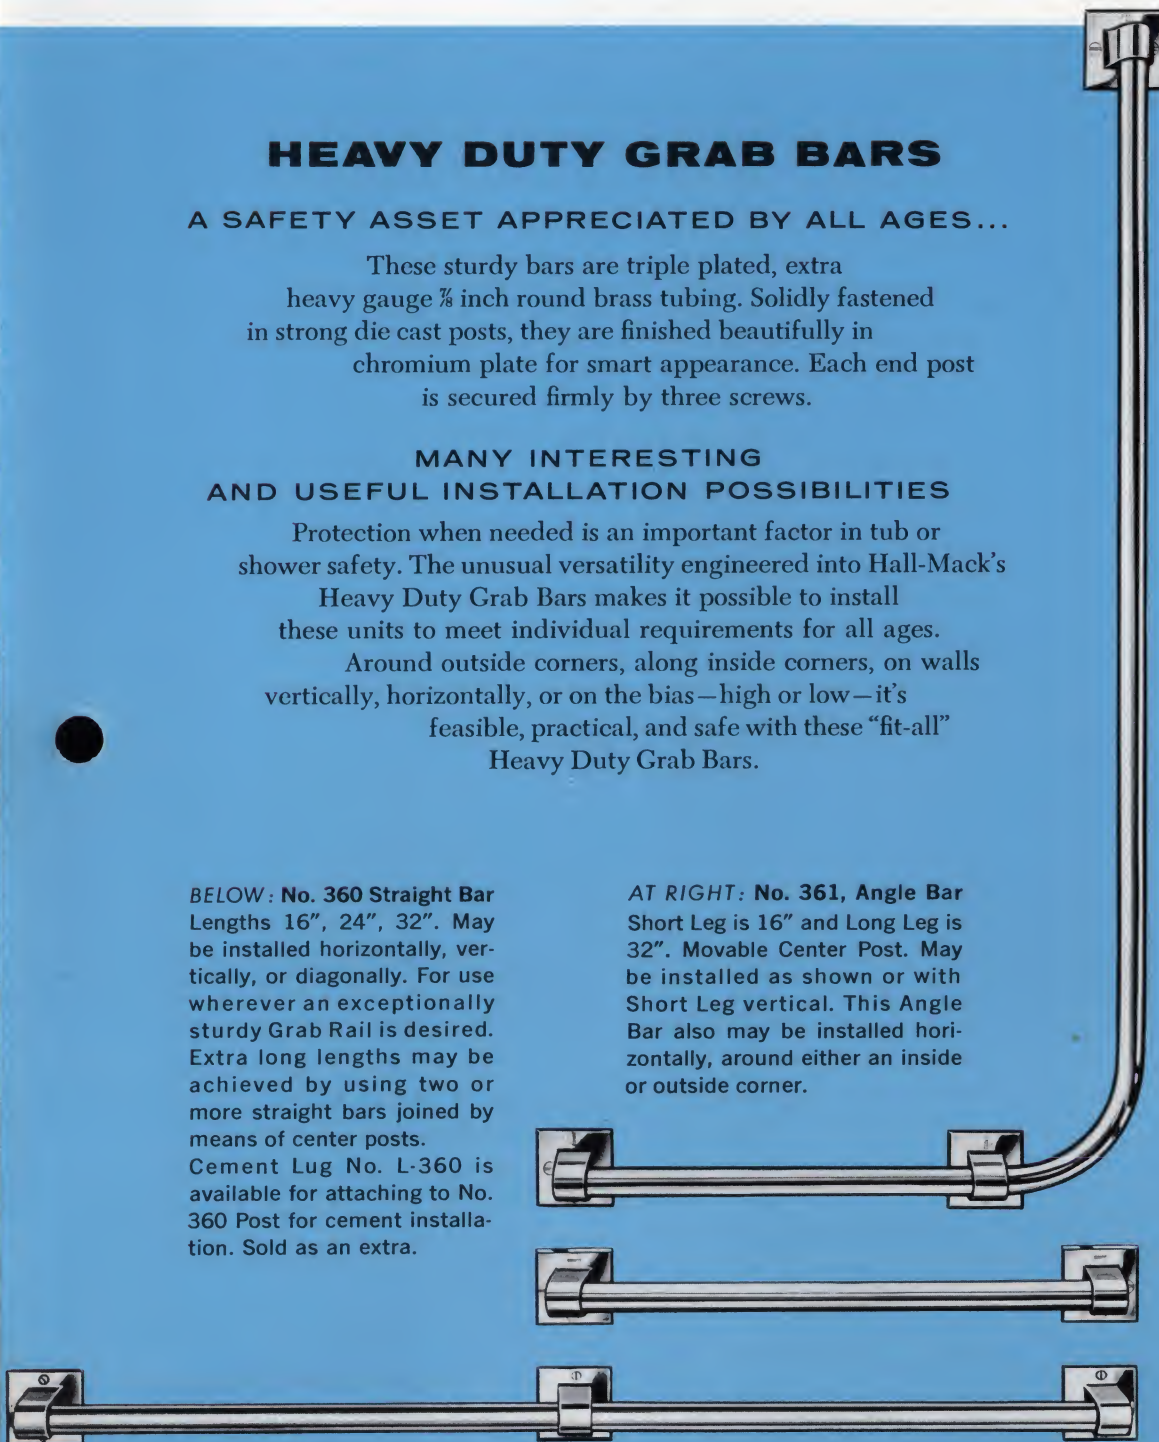 HEAVY DUTY GRAB BARS
A SAFETY ASSET APPRECIATED BY ALL AGES...
These sturdy bars are triple plated, extra
heavy gauge ⅞ inch round brass tubing. Solidly fastened
in strong die cast posts, they are finished beautifully in
chromium plate for smart appearance. Each end post
is secured firmly by three screws.
MANY INTERESTING
AND USEFUL INSTALLATION POSSIBILITIES
Protection when needed is an important factor in tub or
shower safety. The unusual versatility engineered into Hall-Mack's
Heavy Duty Grab Bars makes it possible to install
these units to meet individual requirements for all ages.
Around outside corners, along inside corners, on walls
vertically, horizontally, or on the bias—high or low—it's
feasible, practical, and safe with these "fit-all"
Heavy Duty Grab Bars.
BELOW: No. 360 Straight Bar
Lengths 16", 24", 32". May
be installed horizontally, ver-
tically, or diagonally. For use
wherever an exceptionally
sturdy Grab Rail is desired.
Extra long lengths may be
achieved by using two or
more straight bars joined by
means of center posts.
Cement Lug No. L-360 is
available for attaching to No.
360 Post for cement installa-
tion. Sold as an extra.
AT RIGHT: No. 361, Angle Bar
Short Leg is 16" and Long Leg is
32". Movable Center Post. May
be installed as shown or with
Short Leg vertical. This Angle
Bar also may be installed hori-
zontally, around either an inside
or outside corner.